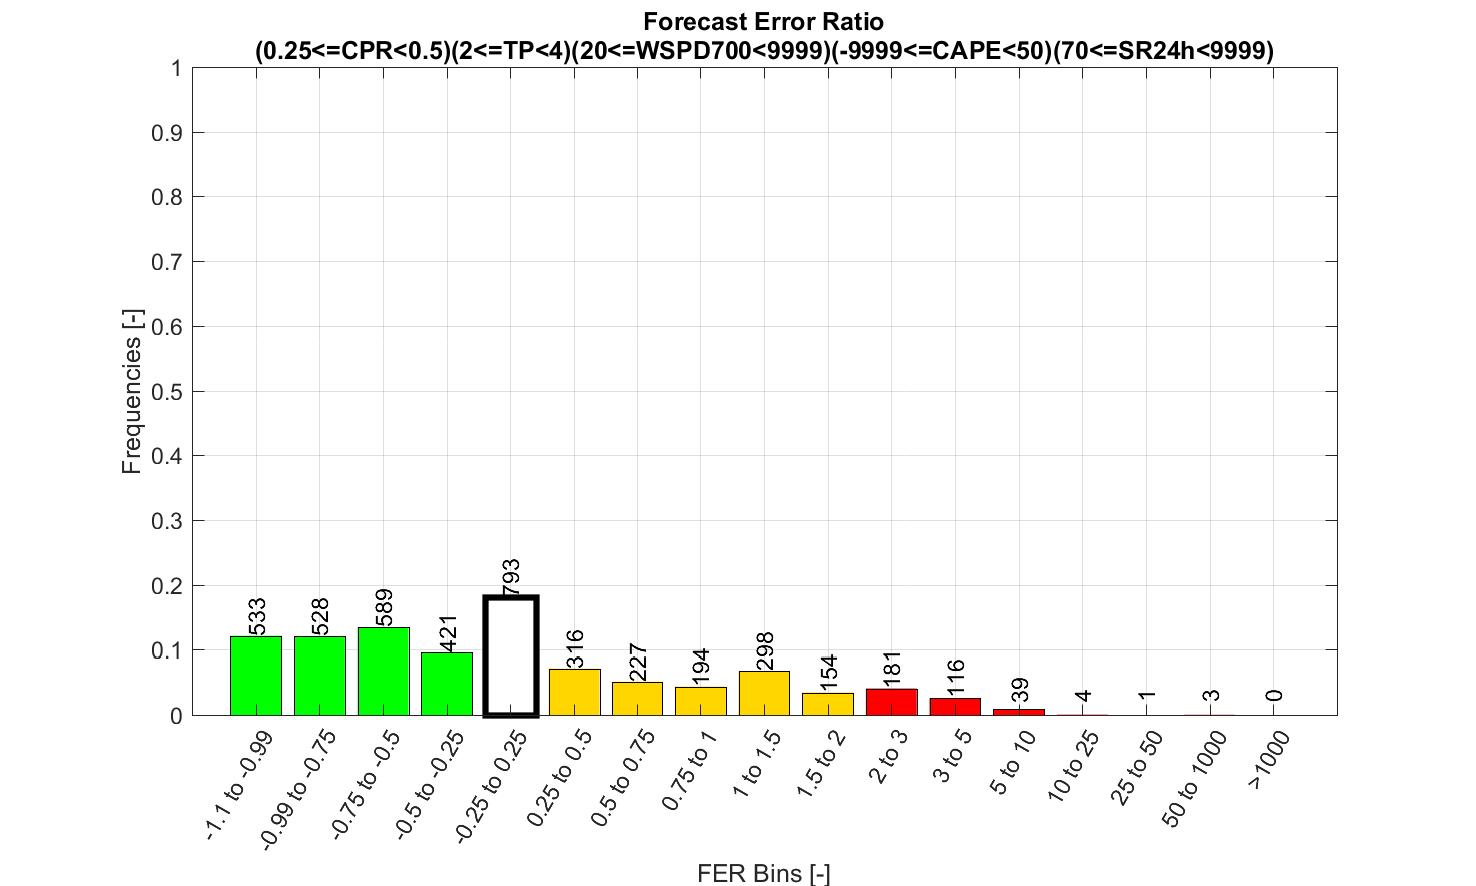 Forecast Error Ratio
(0.25<=CPR<0.5)(2<=TP<4)(20<=WSPD700<9999)(-9999<=CAPE<50)(70<=SR24h<9999)
1
0.9
0.8
0.7
0.6
0.5
0.4
0.3
0.2
0.1
0
Frequencies [-]
533
528
589
421
793
316
227
194
298
154
181
116
39
4
1
3
0
-1.1 to -0.99
-0.99 to -0.75
-0.75 to -0.5
-0.5 to -0.25
-0.25 to 0.25
0.25 to 0.5
0.5 to 0.75
0.75 to 1
1 to 1.5
1.5 to 2
2 to 3
3 to 5
5 to 10
10 to 25
25 to 50
50 to 1000
>1000
FER Bins [-]